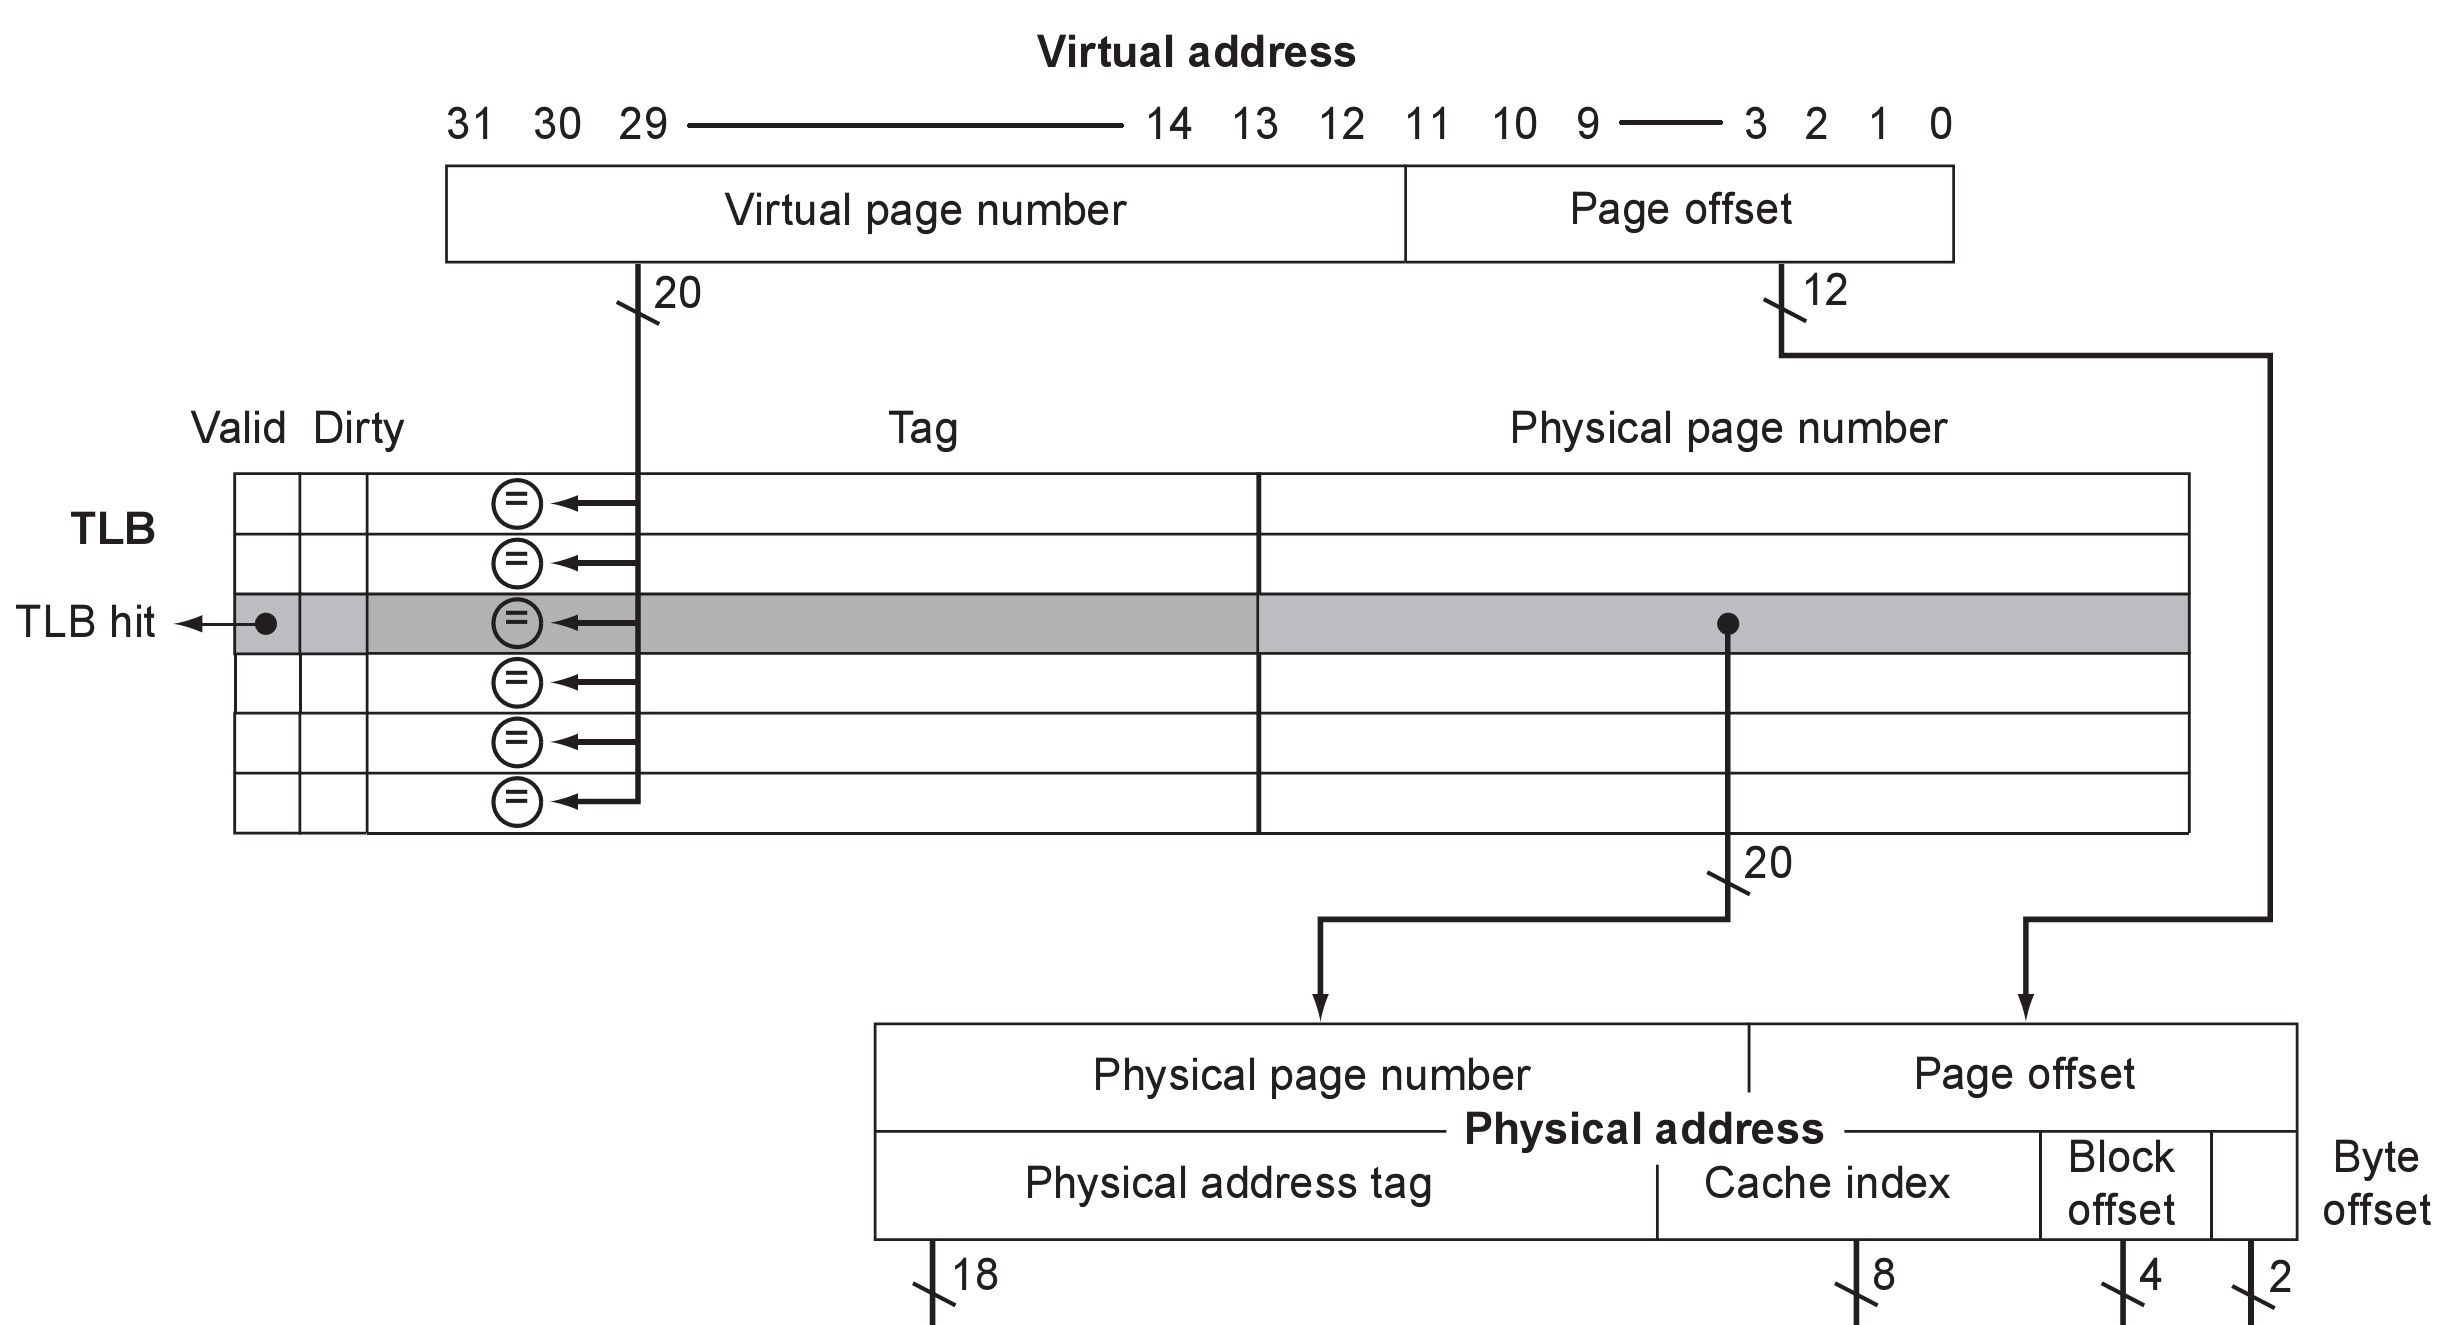 Virtual address
31 30 29 14 13 12 11 10 9 3 2 1 0
Virtual page number Page offset
20 12
Valid Dirty Tag Physical page number
TLB
=
=
TLB hit =
=
=
=
20
Physical page number Page offset
Physical address
Physical address tag Cache index Block offset Byte offset
18 8 4 2